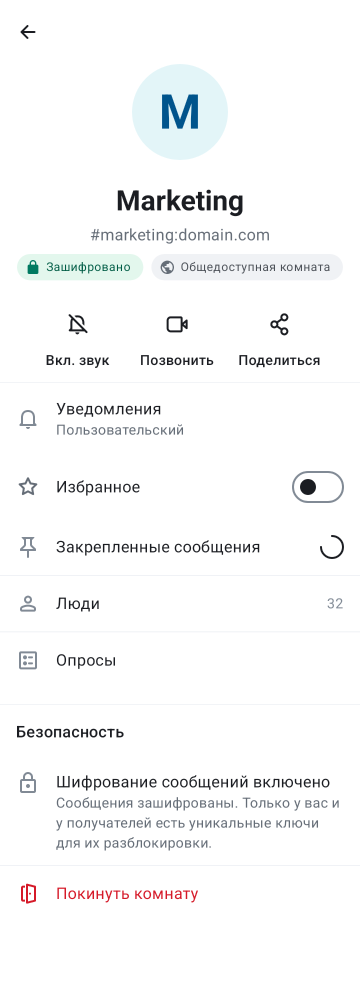 M
Marketing
#marketing:domain.com
Зашифровано
Общедоступная комната
Вкл. звук
Позвонить
Поделиться
Уведомления
Пользовательский
Избранное
Закрепленные сообщения
Люди
32
Опросы
Безопасность
Шифрование сообщений включено
Сообщения зашифрованы. Только у вас и
у получателей есть уникальные ключи
для их разблокировки.
Покинуть комнату